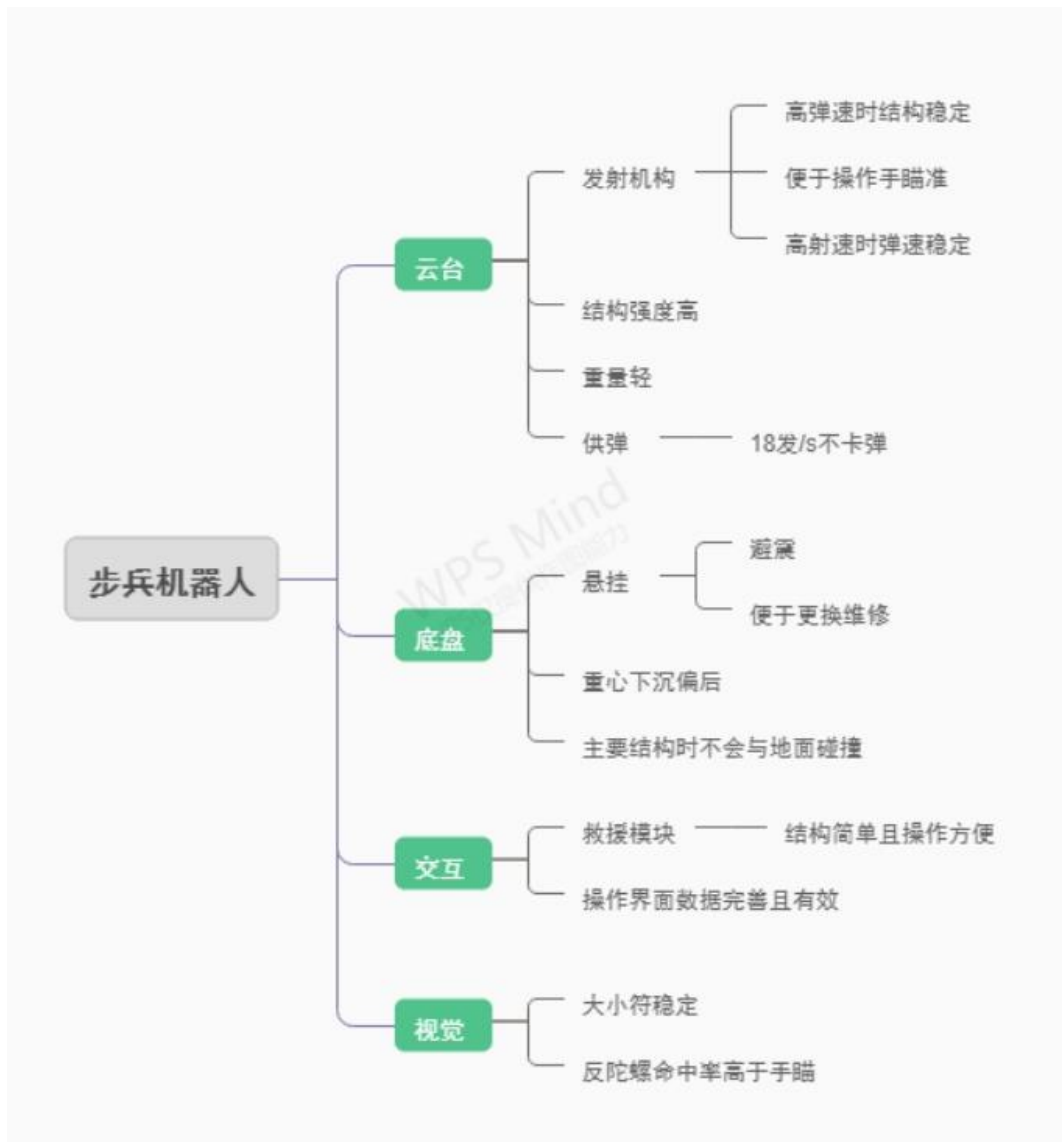 步兵机器人
云台
发射机构
高弹速时结构稳定
便于操作手瞄准
高射速时弹速稳定
结构强度高
重量轻
供弹
18发/s不卡弹
底盘
悬挂
避震
便于更换维修
重心下沉偏后
主要结构时不会与地面碰撞
交互
救援模块
结构简单且操作方便
操作界面数据完善且有效
视觉
大小符稳定
反陀螺命中率高于手瞄
WPS Mind